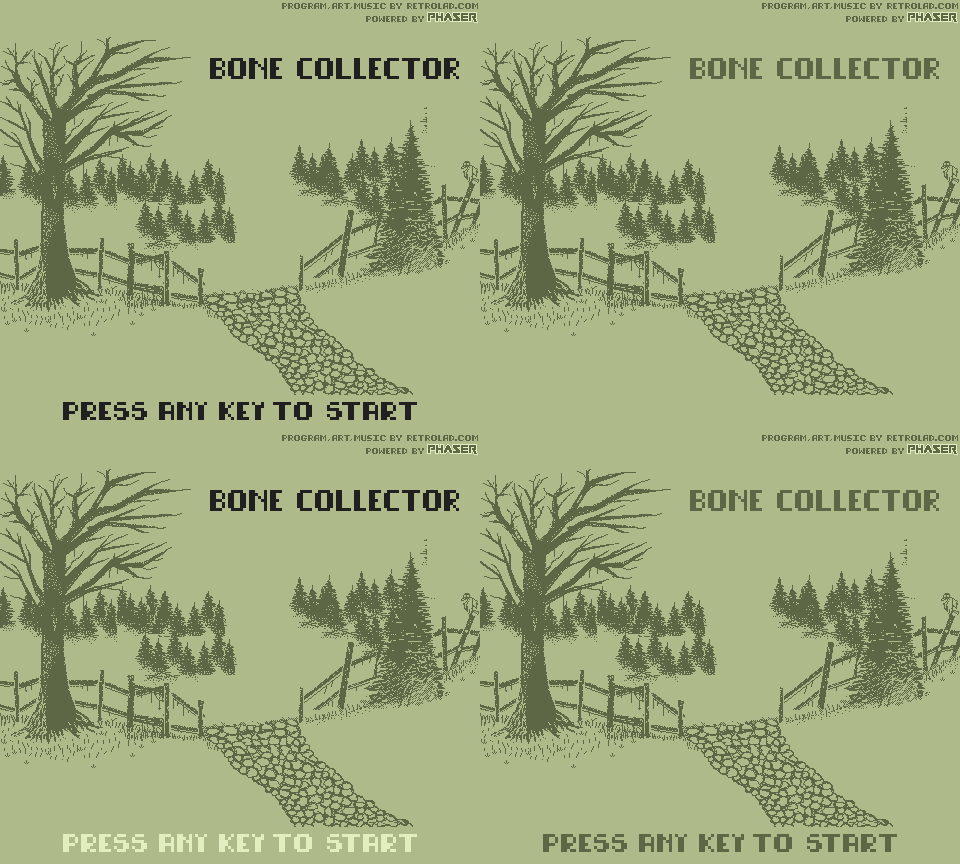 PROGRAM, ART, MUSIC BY RETROLAD.COM
POWERED BY PHASER
BONE COLLECTOR
PRESS ANY KEY TO START
PROGRAM, ART, MUSIC BY RETROLAD.COM
POWERED BY PHASER
BONE COLLECTOR
PROGRAM, ART, MUSIC BY RETROLAD.COM
POWERED BY PHASER
BONE COLLECTOR
PRESS ANY KEY TO START
PROGRAM, ART, MUSIC BY RETROLAD.COM
POWERED BY PHASER
BONE COLLECTOR
PRESS ANY KEY TO START